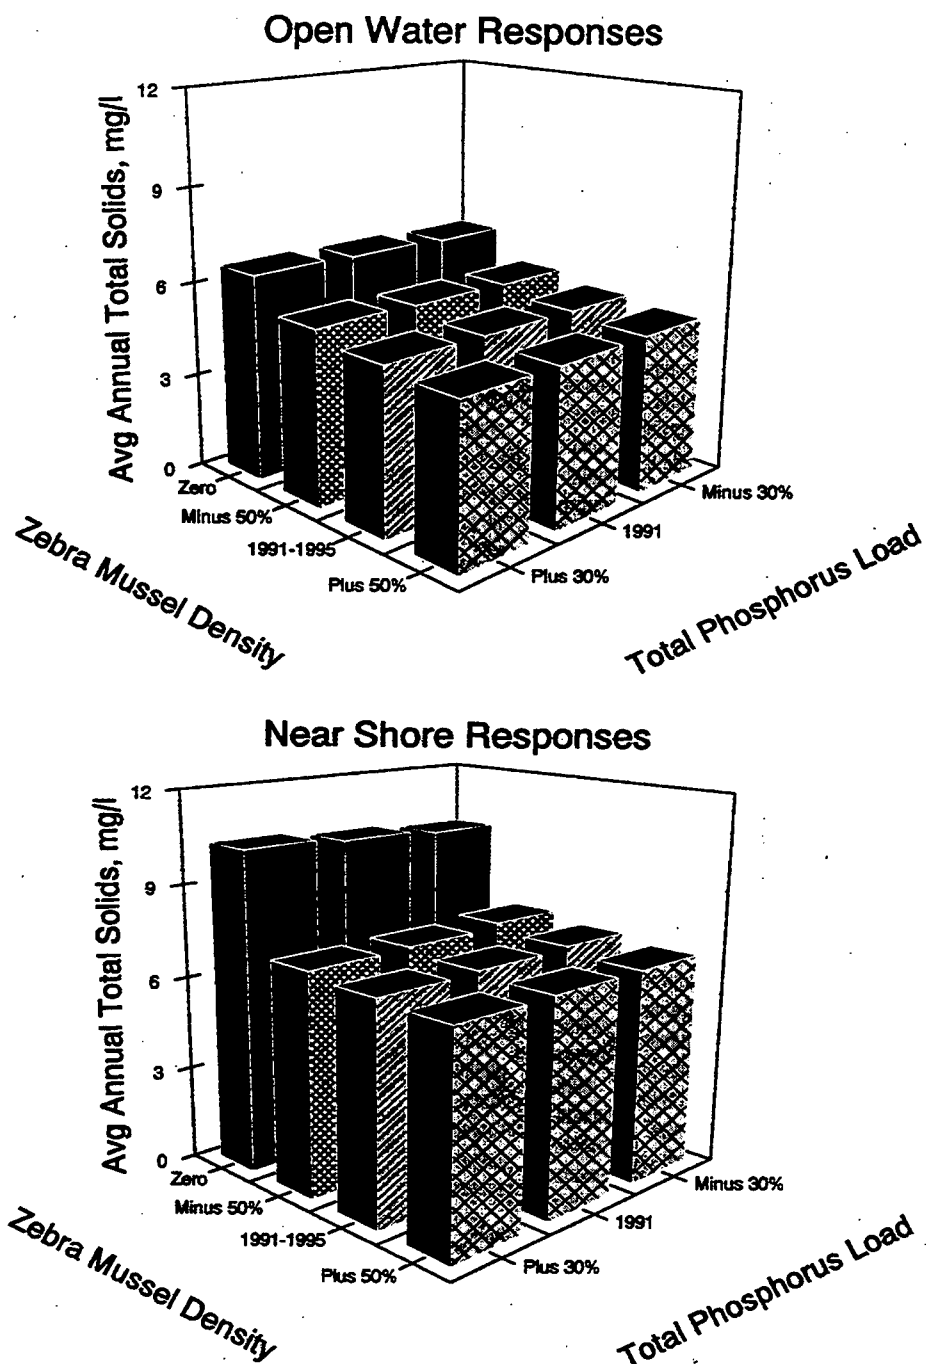 Open Water Responses
Avg Annual Total Solids, mg/l
12
9
6
3
0
Zero
Minus 50%
1991-1995
Plus 50%
Zebra Mussel Density
Plus 30%
1991
Minus 30%
Total Phosphorus Load
Near Shore Responses
Avg Annual Total Solids, mg/l
12
9
6
3
0
Zero
Minus 50%
1991-1995
Plus 50%
Zebra Mussel Density
Plus 30%
1991
Minus 30%
Total Phosphorus Load